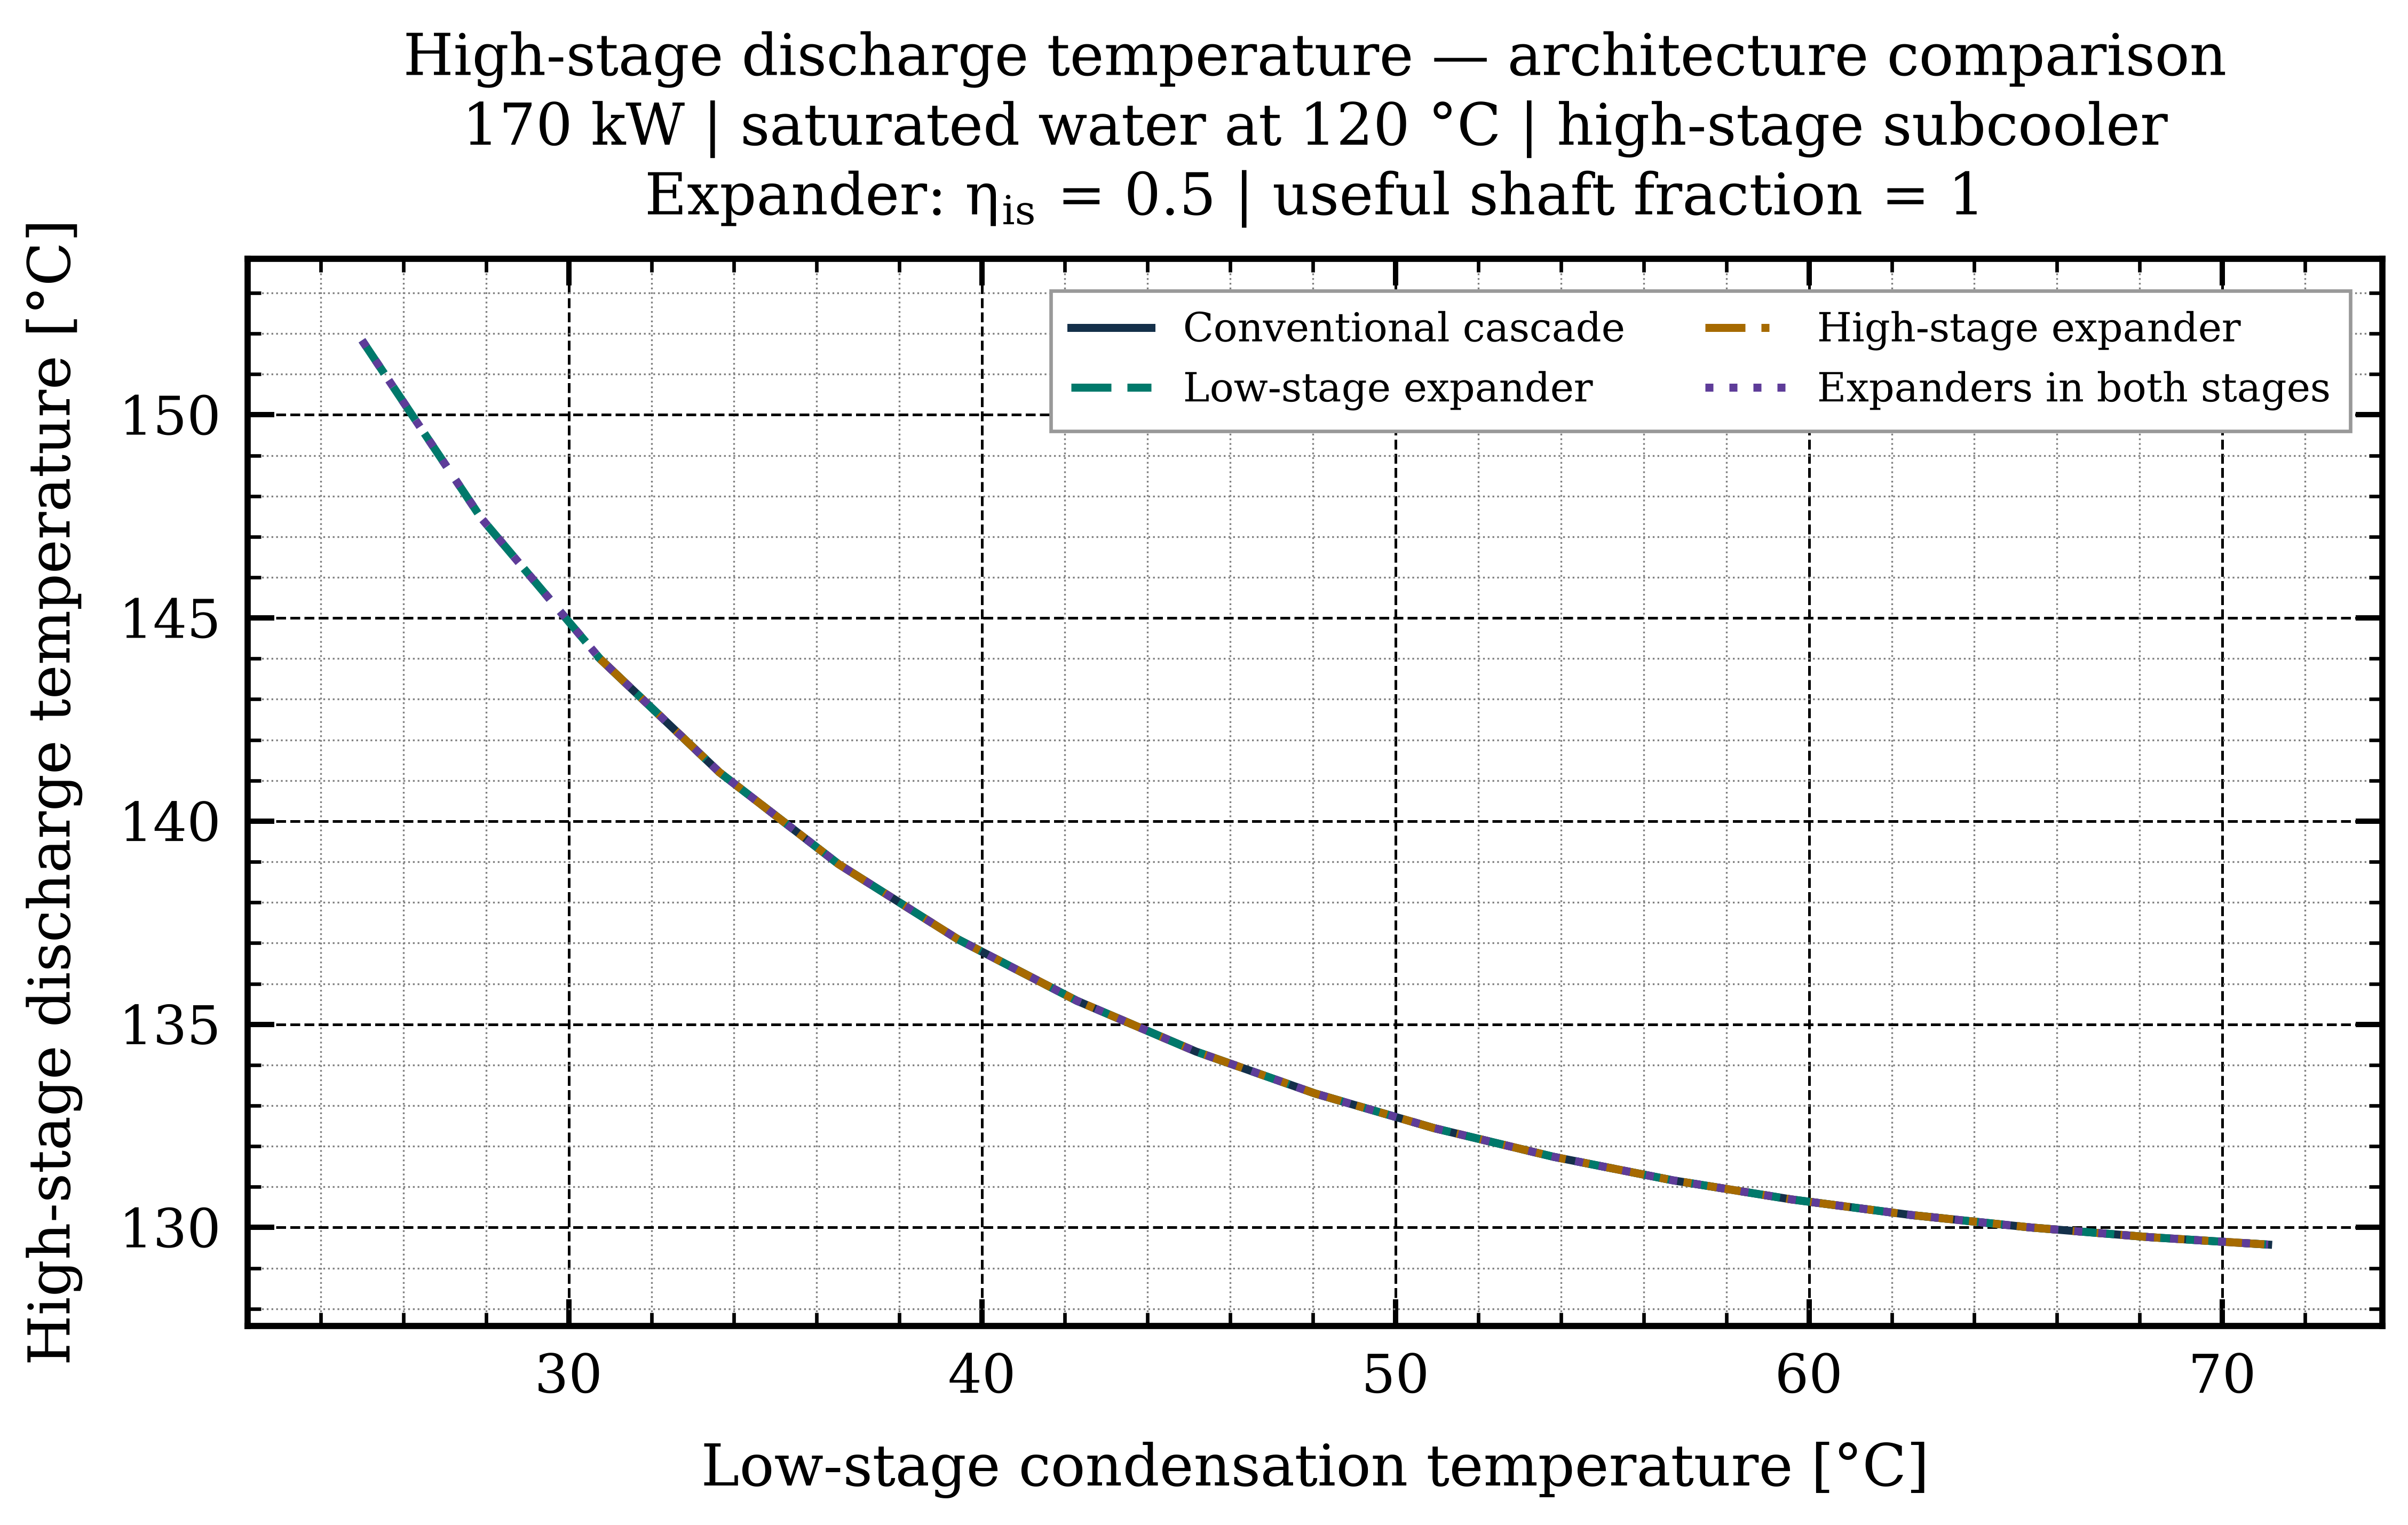 High-stage discharge temperature — architecture comparison
170 kW | saturated water at 120 °C | high-stage subcooler
Expander: ηis = 0.5 | useful shaft fraction = 1
High-stage discharge temperature [°C]
Conventional cascade
Low-stage expander
High-stage expander
Expanders in both stages
150
145
140
135
130
30 40 50 60 70
Low-stage condensation temperature [°C]